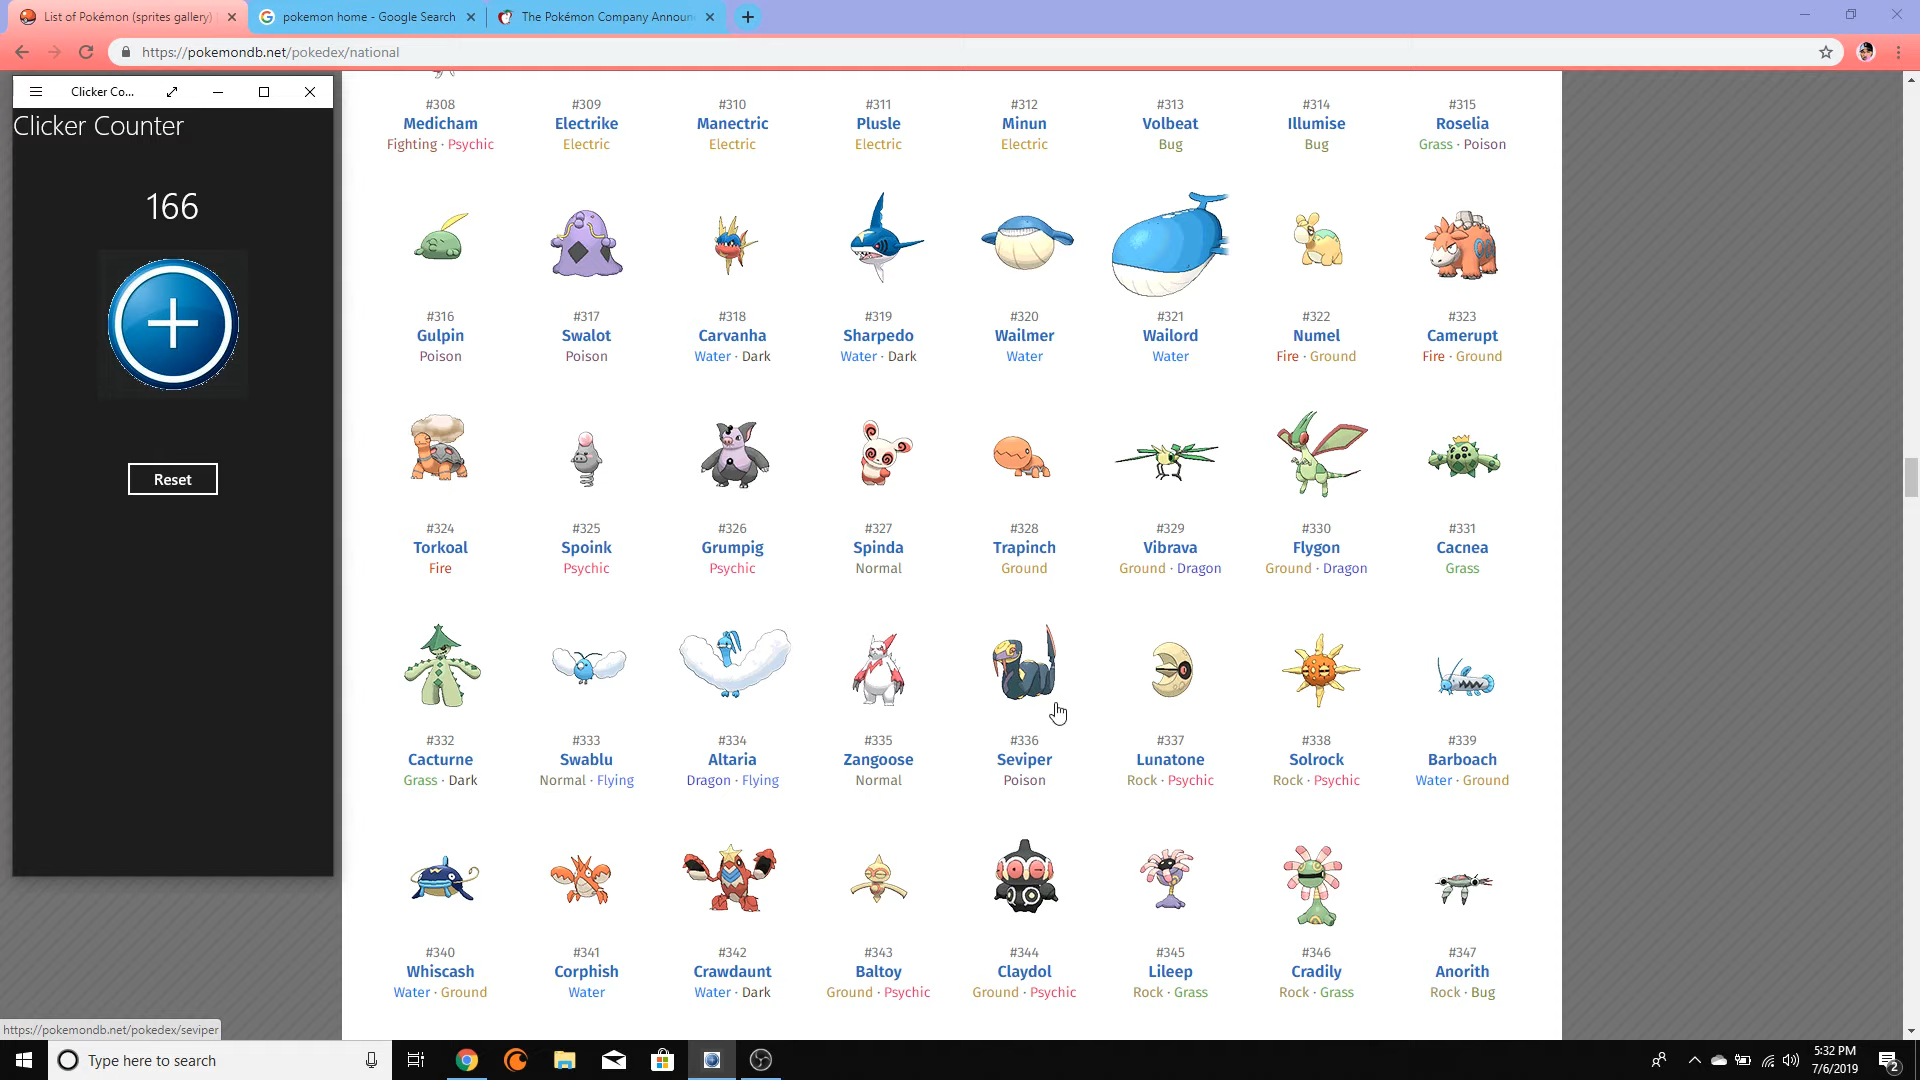 List of Pokémon (sprites gallery)
pokemon home - Google Search
The Pokémon Company Announ
https://pokemondb.net/pokedex/national
Clicker Co...
Clicker Counter
166
Reset
#308 #309 #310 #311 #312 #313 #314 #315
Medicham Electrike Manectric Plusle Minun Volbeat Illumise Roselia
Fighting · Psychic Electric Electric Electric Electric Bug Bug Grass · Poison
#316 #317 #318 #319 #320 #321 #322 #323
Gulpin Swalot Carvanha Sharpedo Wailmer Wailord Numel Camerupt
Poison Poison Water · Dark Water · Dark Water Water Fire · Ground Fire · Ground
#324 #325 #326 #327 #328 #329 #330 #331
Torkoal Spoink Grumpig Spinda Trapinch Vibrava Flygon Cacnea
Fire Psychic Psychic Normal Ground Ground · Dragon Ground · Dragon Grass
#332 #333 #334 #335 #336 #337 #338 #339
Cacturne Swablu Altaria Zangoose Seviper Lunatone Solrock Barboach
Grass · Dark Normal · Flying Dragon · Flying Normal Poison Rock · Psychic Rock · Psychic Water · Ground
#340 #341 #342 #343 #344 #345 #346 #347
Whiscash Corphish Crawdaunt Baltoy Claydol Lileep Cradily Anorith
Water · Ground Water Water · Dark Ground · Psychic Ground · Psychic Rock · Grass Rock · Grass Rock · Bug
https://pokemondb.net/pokedex/seviper
Type here to search
5:32 PM
7/6/2019
2